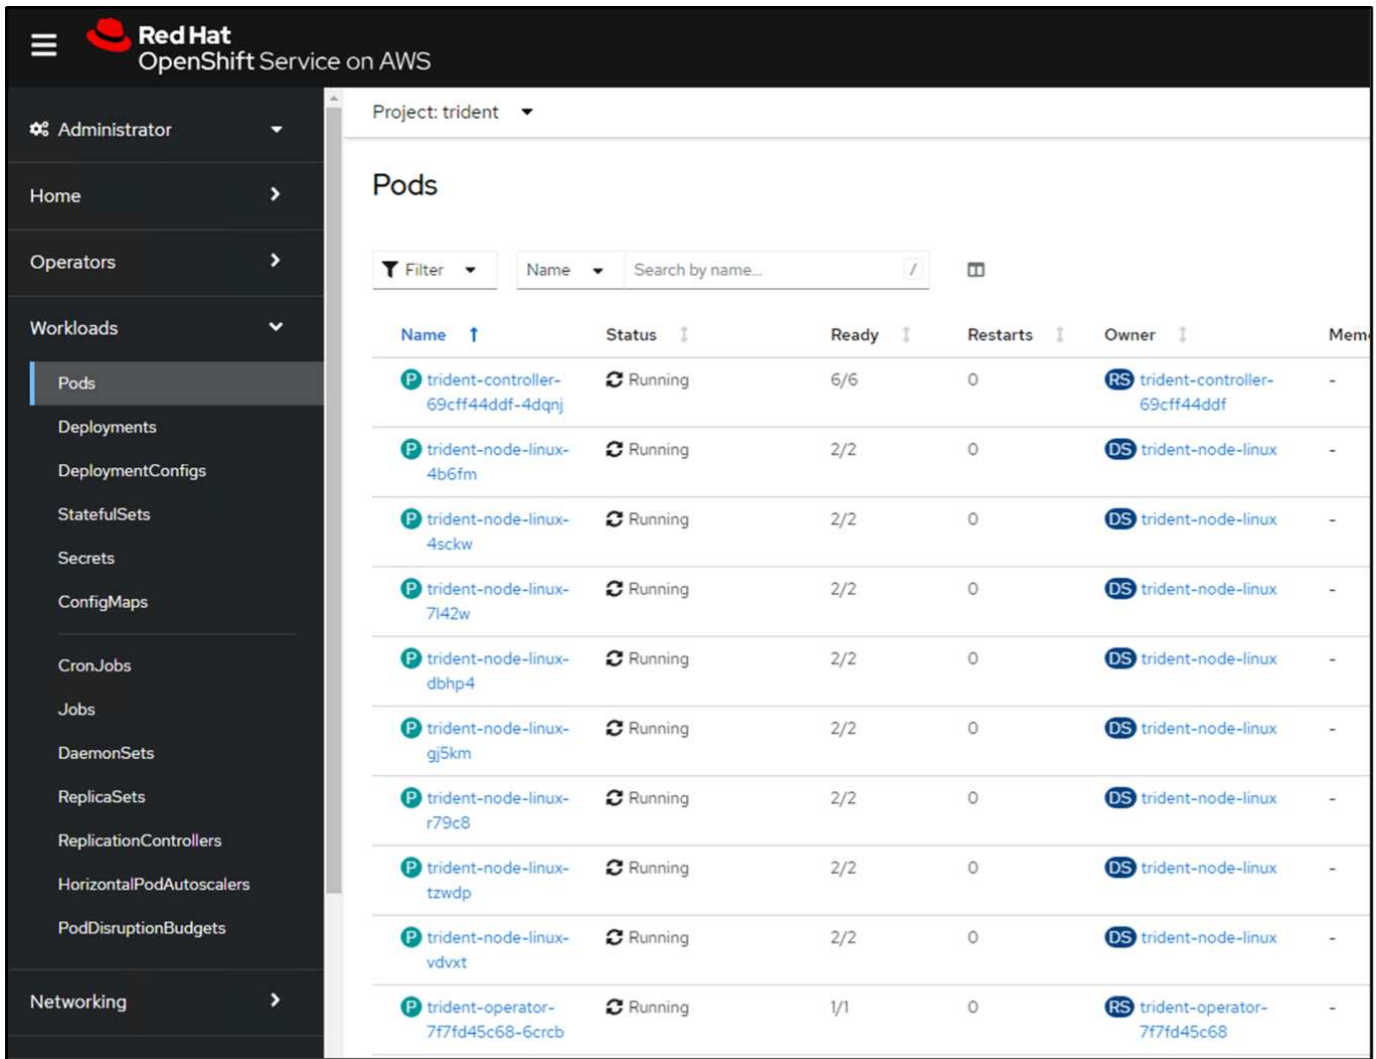 Red Hat
OpenShift Service on AWS
Administrator
Home
Operators
Workloads
Pods
Deployments
DeploymentConfigs
StatefulSets
Secrets
ConfigMaps
CronJobs
Jobs
DaemonSets
ReplicaSets
ReplicationControllers
HorizontalPodAutoscalers
PodDisruptionBudgets
Networking
Project: trident
Pods
Filter Name Search by name... /
Name Status Ready Restarts Owner Mem
P trident-controller- Running 6/6 0 RS trident-controller- -
69cff44ddf-4dqnj 69cff44ddf
P trident-node-linux- Running 2/2 0 DS trident-node-linux -
4b6fm
P trident-node-linux- Running 2/2 0 DS trident-node-linux -
4sckw
P trident-node-linux- Running 2/2 0 DS trident-node-linux -
7l42w
P trident-node-linux- Running 2/2 0 DS trident-node-linux -
dbhp4
P trident-node-linux- Running 2/2 0 DS trident-node-linux -
gj5km
P trident-node-linux- Running 2/2 0 DS trident-node-linux -
r79c8
P trident-node-linux- Running 2/2 0 DS trident-node-linux -
tzwdp
P trident-node-linux- Running 2/2 0 DS trident-node-linux -
vdvxt
P trident-operator- Running 1/1 0 RS trident-operator- -
7f7fd45c68-6crcb 7f7fd45c68